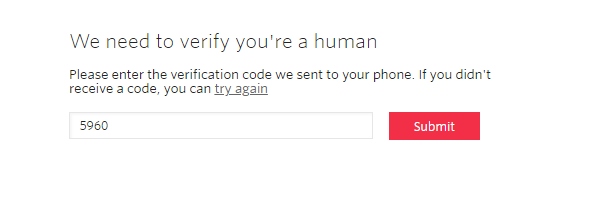 We need to verify you're a human
Please enter the verification code we sent to your phone. If you didn't
receive a code, you can try again
5960
Submit